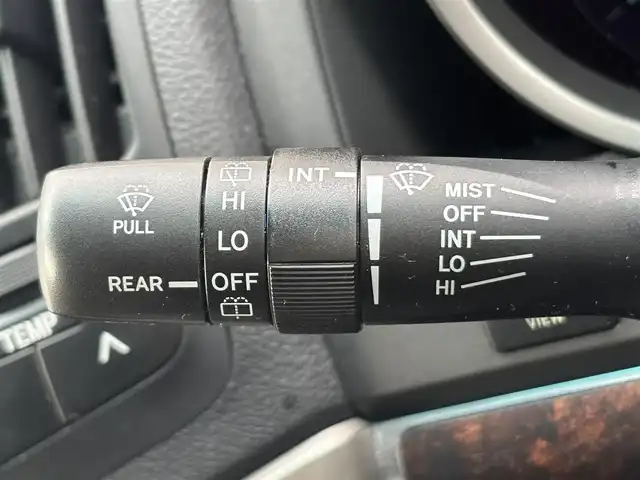 PULL
REAR
HI
LO
OFF
INT
MIST
OFF
INT
LO
HI
TEMP
VIEW